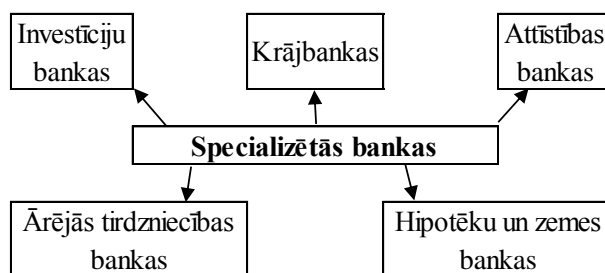 Investīciju
bankas
Krājbankas
Attīstības
bankas
Specializētās bankas
Ārējās tirdzniecības
bankas
Hipotēku un zemes
bankas